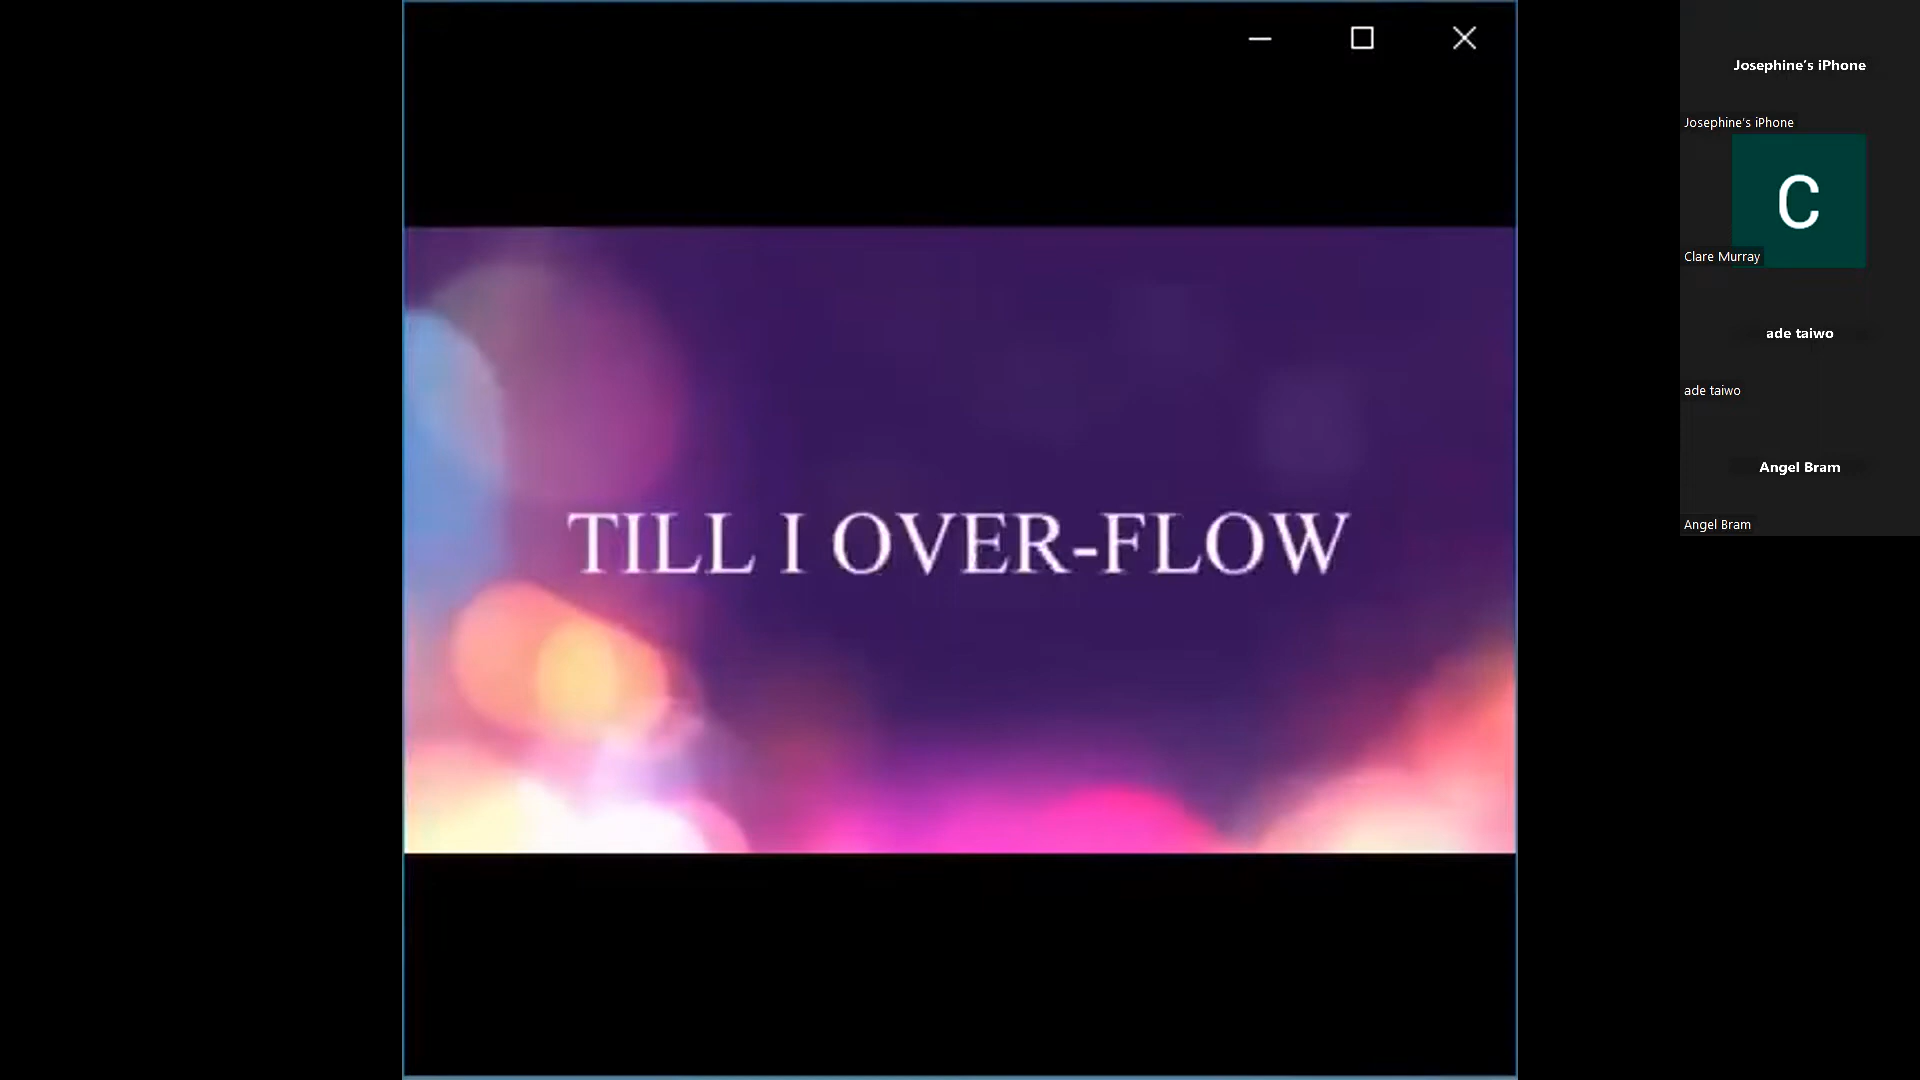 TILL I OVER-FLOW
Josephine's iPhone
Josephine's iPhone
C
Clare Murray
ade taiwo
ade taiwo
Angel Bram
Angel Bram